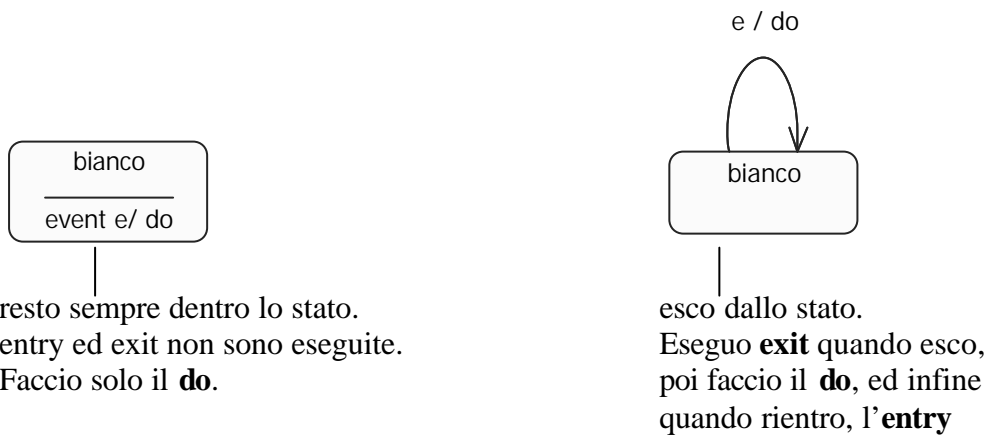 e / do
bianco
event e/ do
bianco
resto sempre dentro lo stato.
entry ed exit non sono eseguite.
Faccio solo il do.
esco dallo stato.
Eseguo exit quando esco,
poi faccio il do, ed infine
quando rientro, l’entry